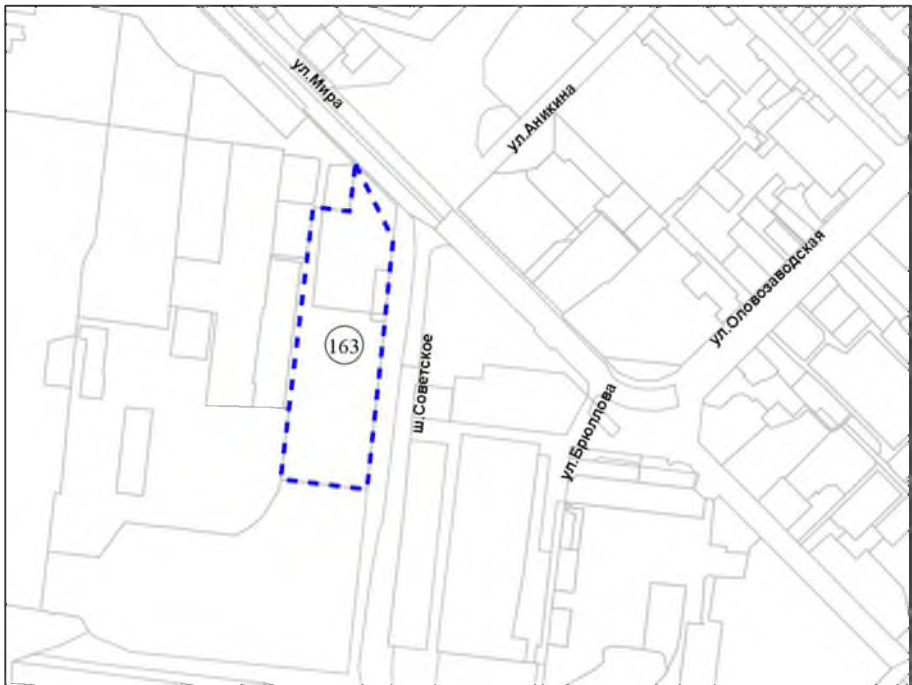 ул.Мира
ул.Аникина
ул.Оловозаводская
163
ш.Советское
ул.Брюллова